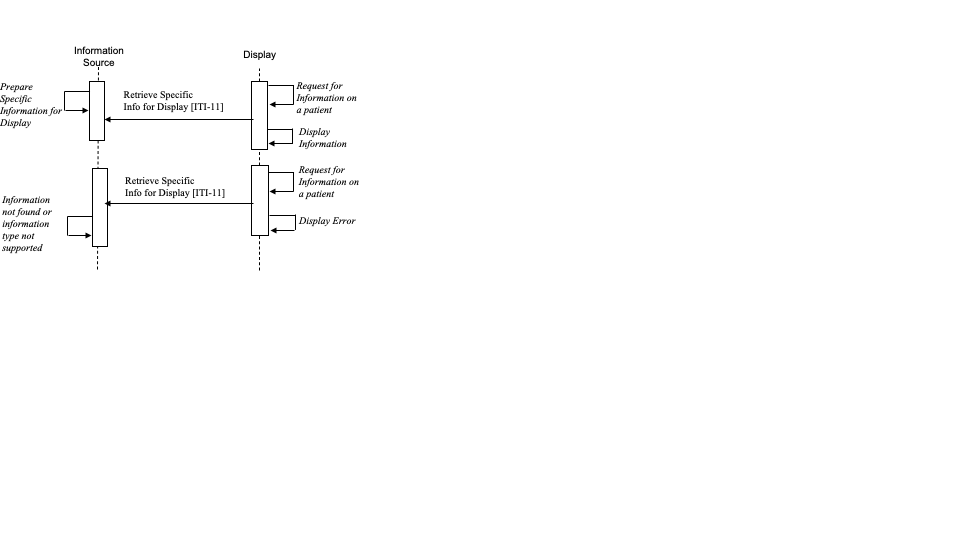 Information
Source
Display
Prepare
Specific
Information for
Display
Retrieve Specific
Info for Display [ITI-11]
Request for
Information on
a patient
Display
Information
Information
not found or
information
type not
supported
Retrieve Specific
Info for Display [ITI-11]
Request for
Information on
a patient
Display Error